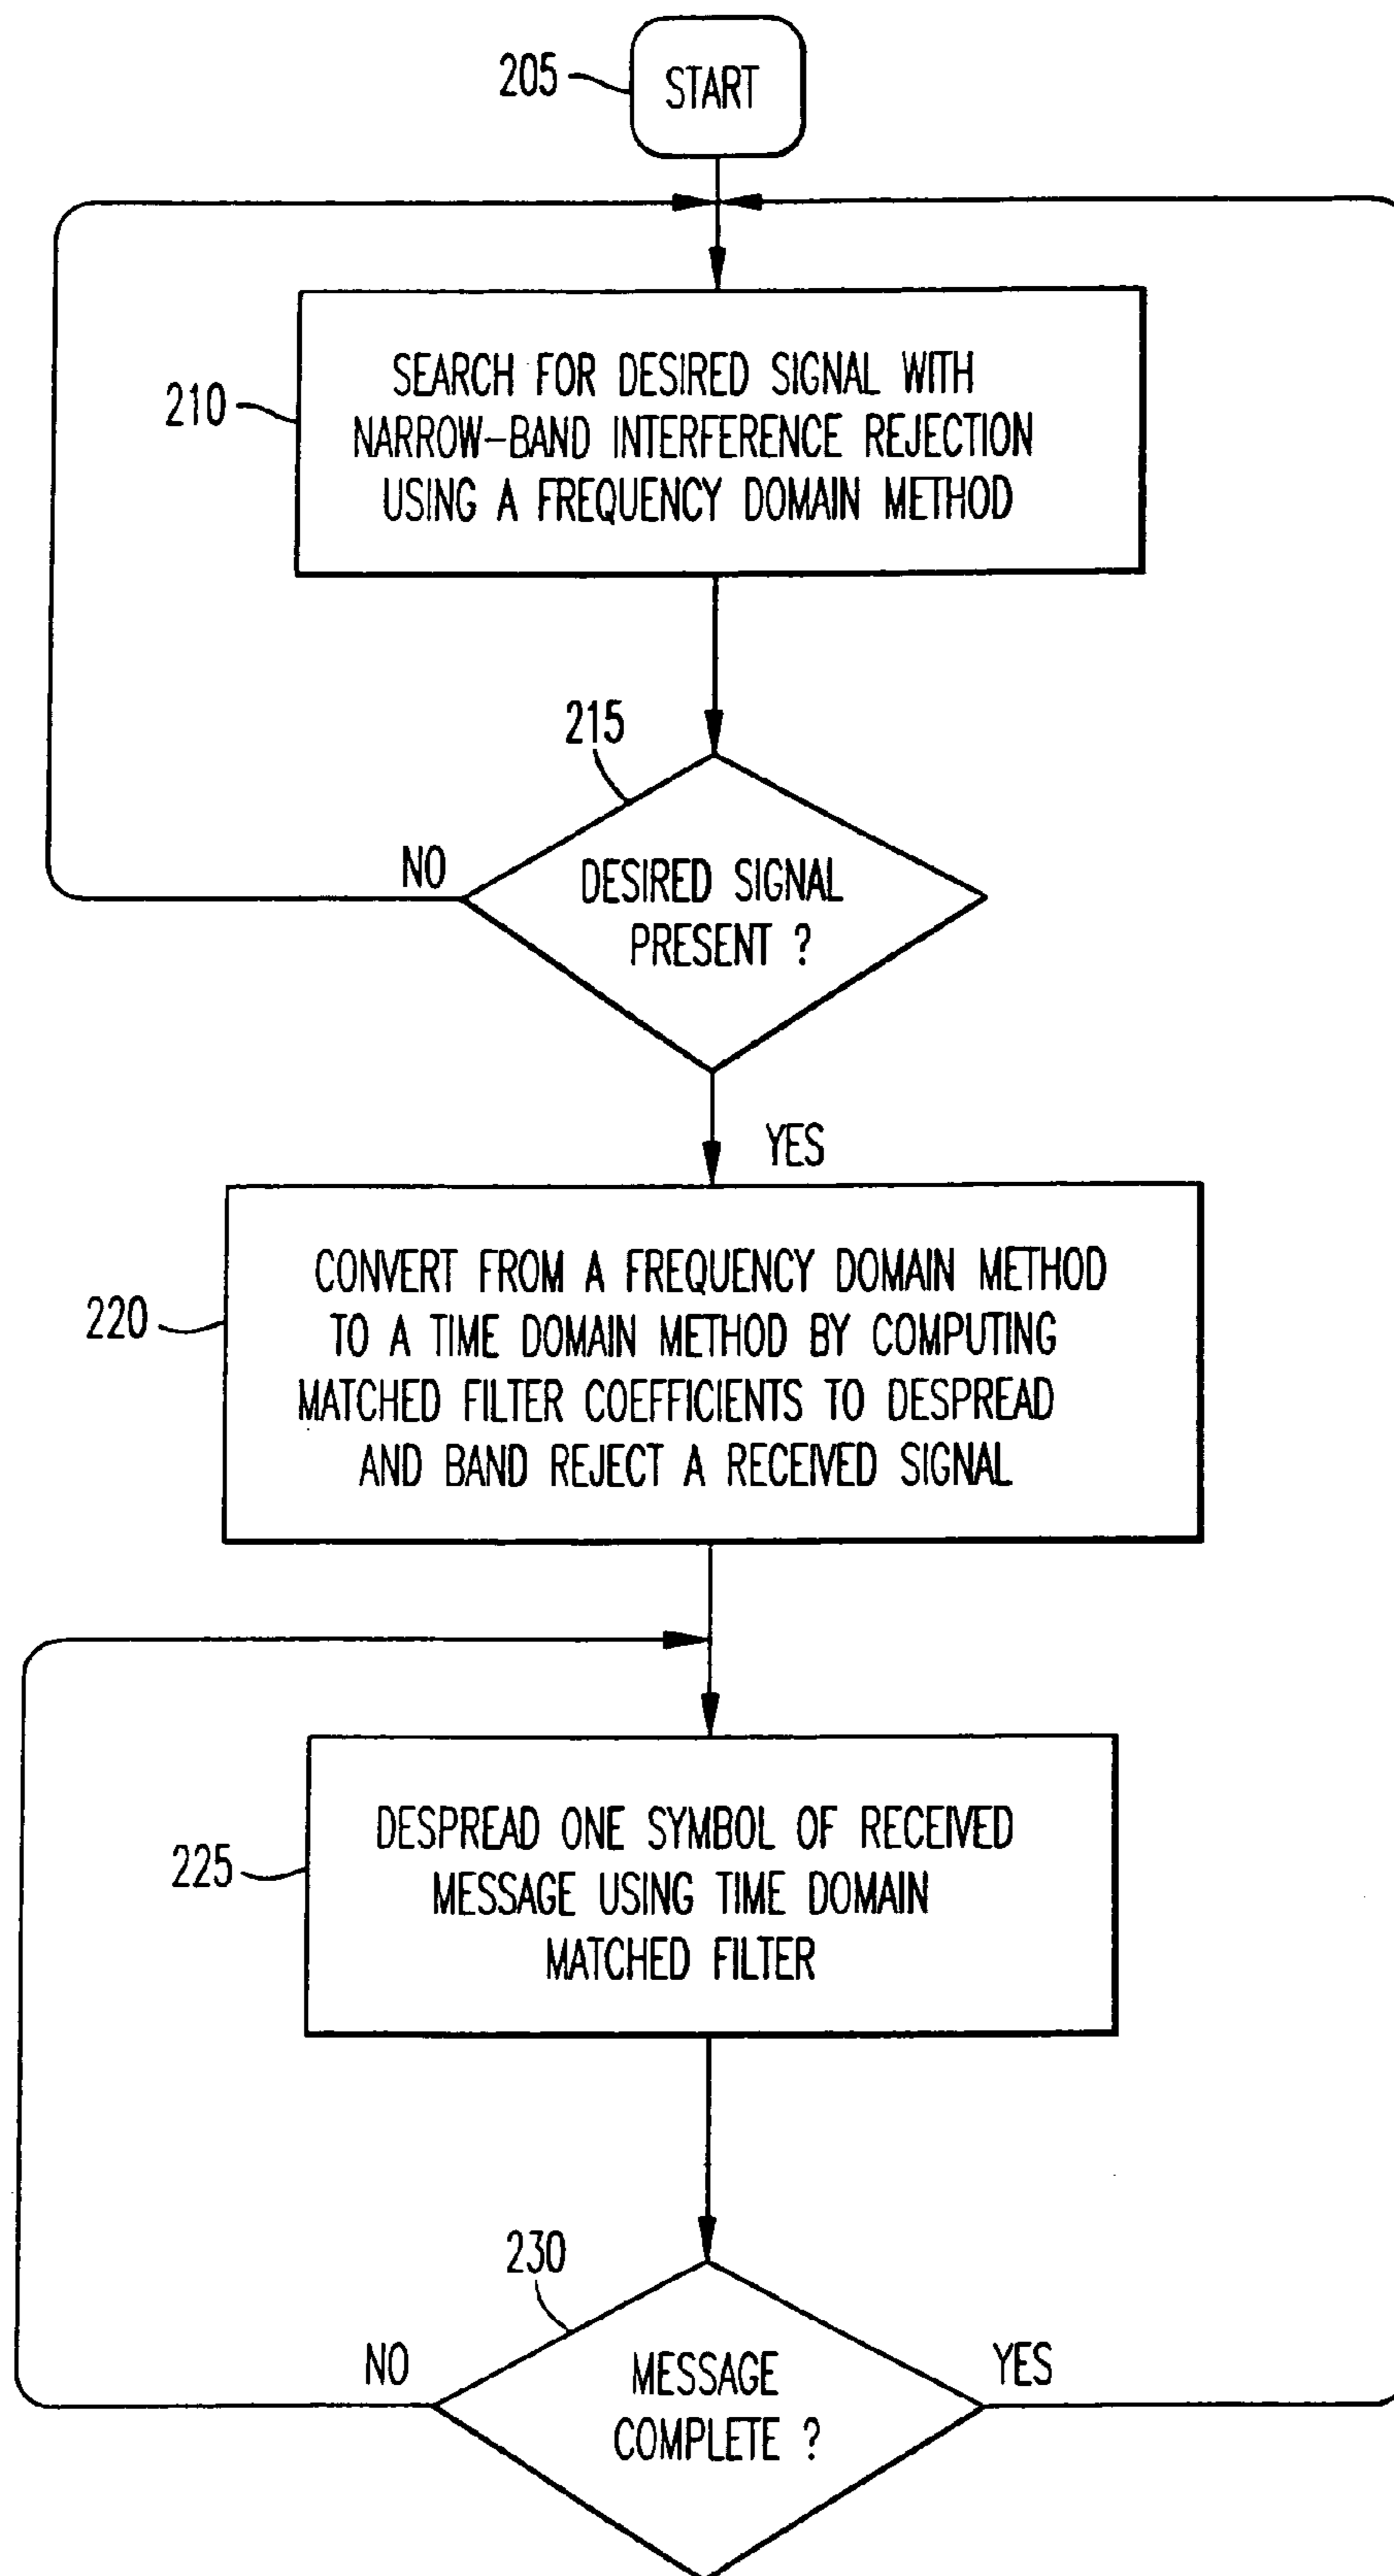 205
START
210
SEARCH FOR DESIRED SIGNAL WITH
NARROW-BAND INTERFERENCE REJECTION
USING A FREQUENCY DOMAIN METHOD
215
NO
DESIRED SIGNAL
PRESENT ?
YES
220
CONVERT FROM A FREQUENCY DOMAIN METHOD
TO A TIME DOMAIN METHOD BY COMPUTING
MATCHED FILTER COEFFICIENTS TO DESPREAD
AND BAND REJECT A RECEIVED SIGNAL
225
DESPREAD ONE SYMBOL OF RECEIVED
MESSAGE USING TIME DOMAIN
MATCHED FILTER
230
NO
MESSAGE
COMPLETE ?
YES